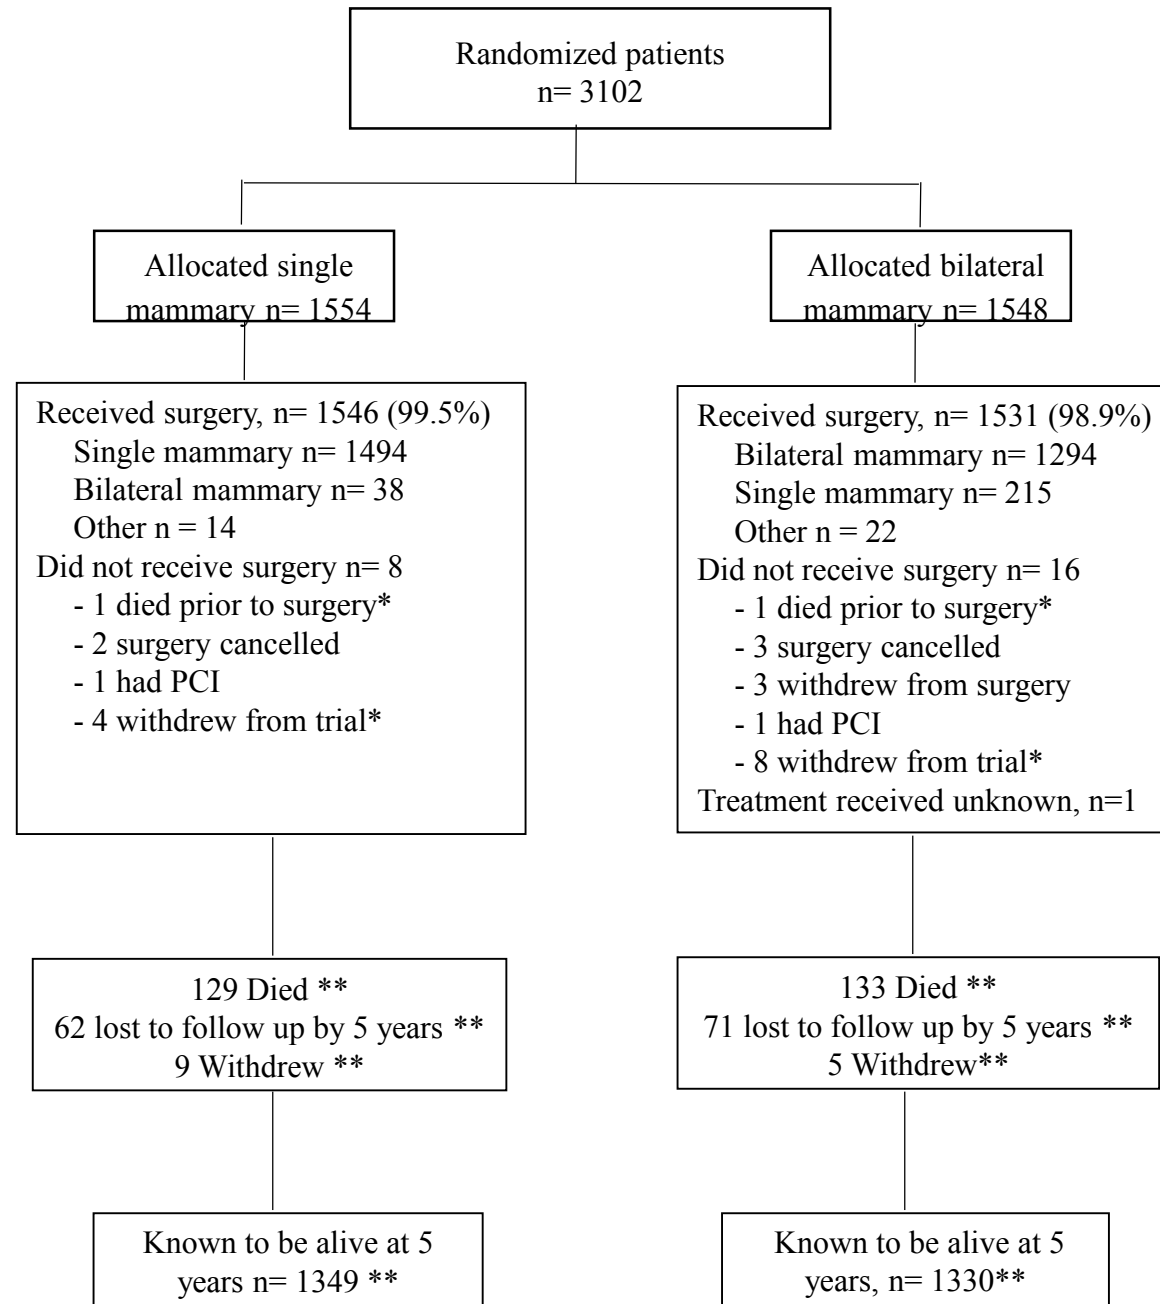 Randomized patients
n= 3102
Allocated single
mammary n= 1554
Allocated bilateral
mammary n= 1548
Received surgery, n= 1546 (99.5%)
Single mammary n= 1494
Bilateral mammary n= 38
Other n = 14
Did not receive surgery n= 8
- 1 died prior to surgery*
- 2 surgery cancelled
- 1 had PCI
- 4 withdrew from trial*
Received surgery, n= 1531 (98.9%)
Bilateral mammary n= 1294
Single mammary n= 215
Other n = 22
Did not receive surgery n= 16
- 1 died prior to surgery*
- 3 surgery cancelled
- 3 withdrew from surgery
- 1 had PCI
- 8 withdrew from trial*
Treatment received unknown, n=1
129 Died **
62 lost to follow up by 5 years **
9 Withdrew **
133 Died **
71 lost to follow up by 5 years **
5 Withdrew**
Known to be alive at 5
years n= 1349 **
Known to be alive at 5
years, n= 1330**